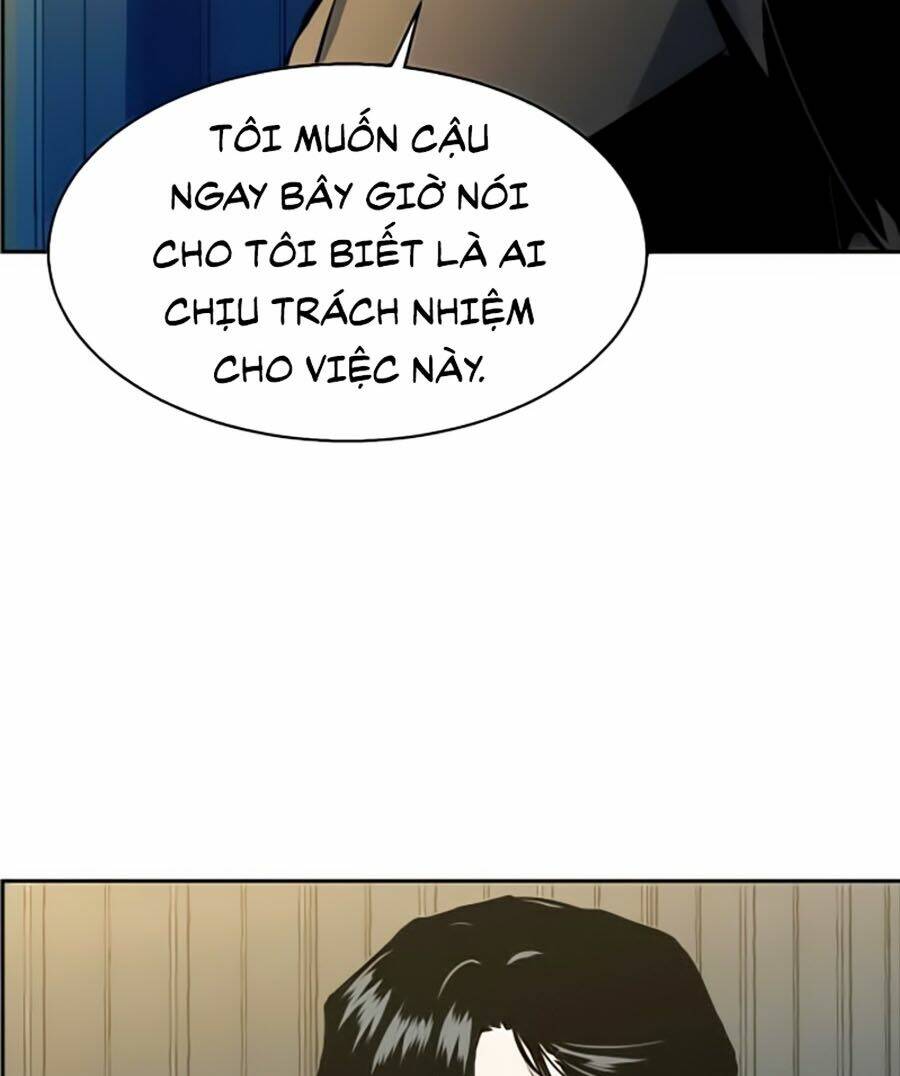 TÔI MUỐN CẬU
NGAY BÂY GIỜ NÓI
CHO TÔI BIẾT LÀ AI
CHỊU TRÁCH NHIỆM
CHO VIỆC NÀY.